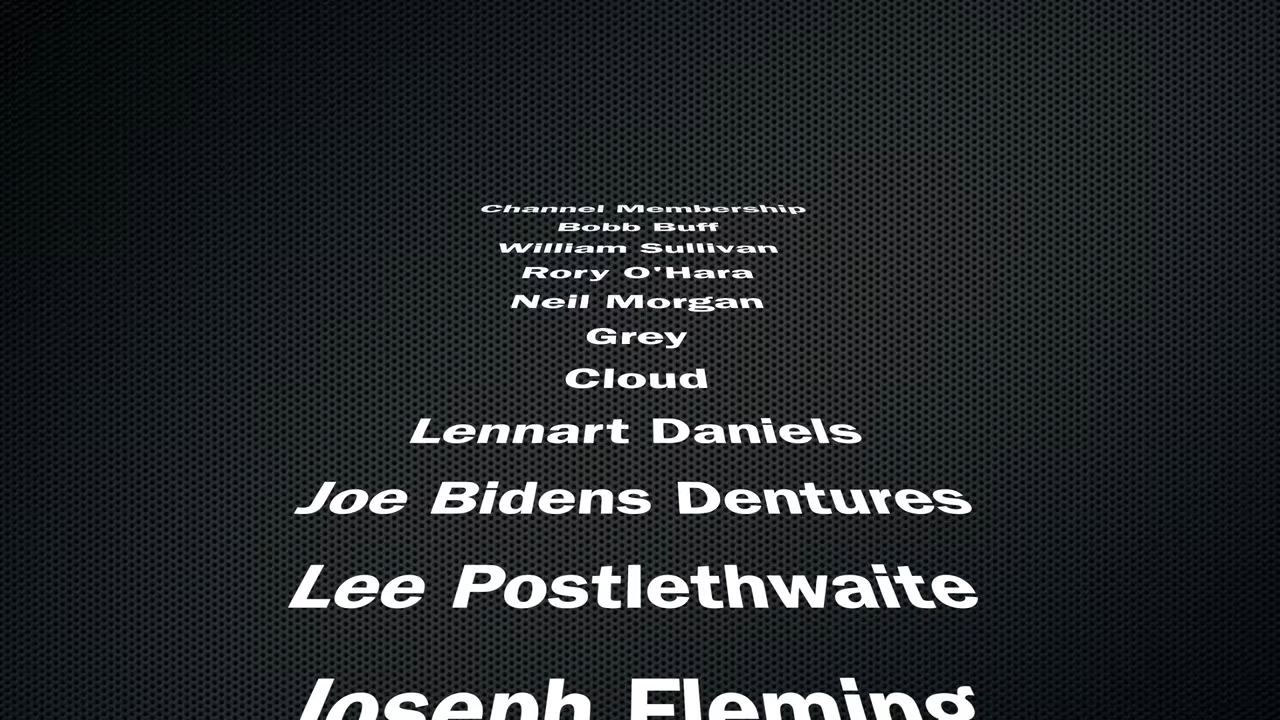 Channel Membership
Bobb Buff
William Sullivan
Rory O'Hara
Neil Morgan
Grey
Cloud
Lennart Daniels
Joe Bidens Dentures
Lee Postlethwaite
Joseph Fleming